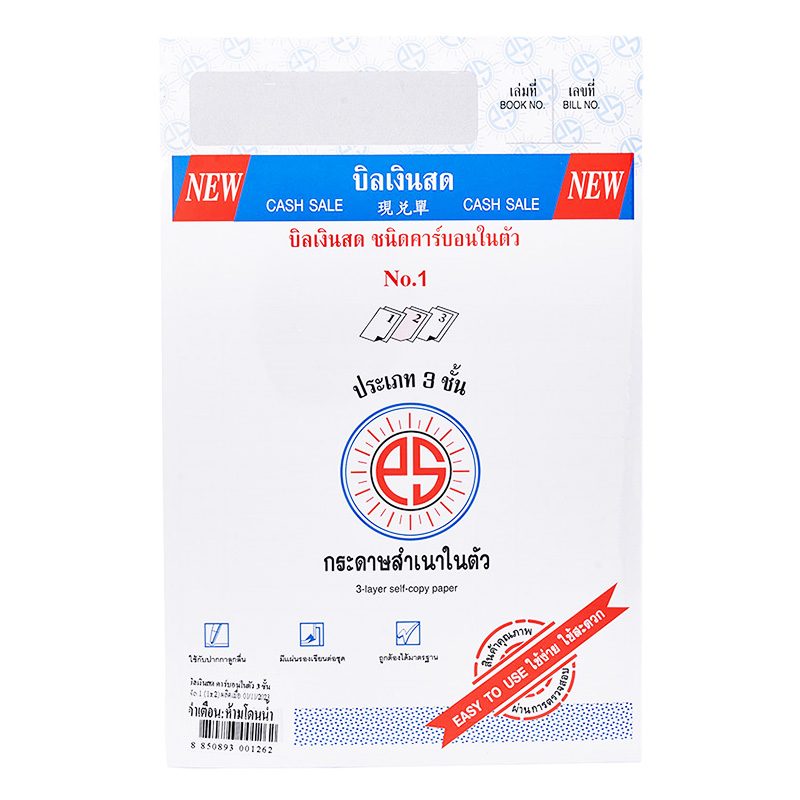 เล่มที่ เลขที่
BOOK NO. BILL NO.
NEW บิลเงินสด NEW
CASH SALE 現兌單 CASH SALE
บิลเงินสด ชนิดคาร์บอนในตัว
No.1
1 2 3
ประเภท 3 ชั้น
PS
กระดาษสำเนาในตัว
3-layer self-copy paper
ใช้กับปากกาลูกลื่น มีแผ่นรองเขียนต่อชุด ถูกต้องได้มาตรฐาน
สินค้าคุณภาพ
EASY TO USE ใช้ง่าย ใช้สะดวก
ผ่านการตรวจสอบ
บิลเงินสด คาร์บอนในตัว 3 ชั้น
คำเตือน:ห้ามโดนน้ำ
8 850893 001262